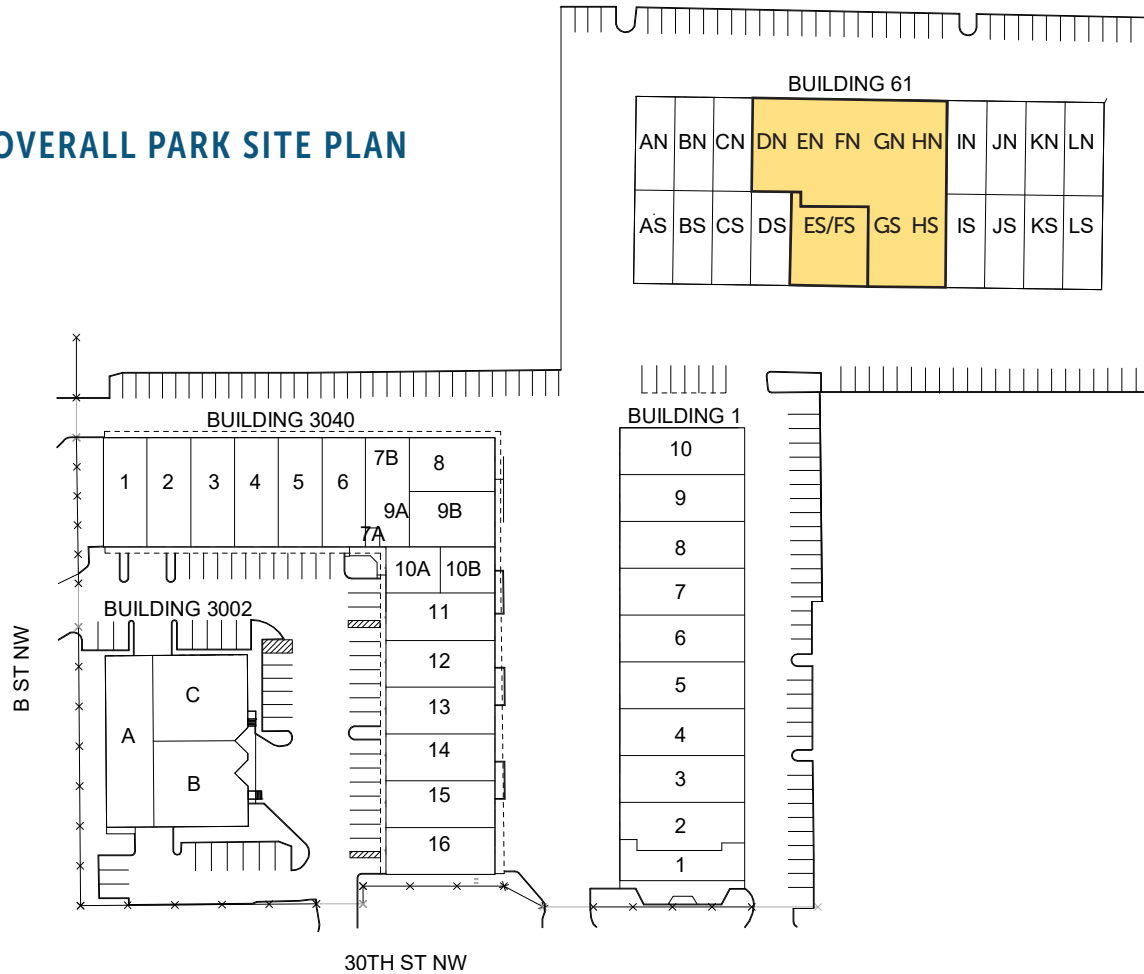 OVERALL PARK SITE PLAN
BUILDING 61
AN BN CN DN EN FN GN HN IN JN KN LN
AS BS CS DS ES/FS GS HS IS JS KS LS
BUILDING 3040
1 2 3 4 5 6 7B 8
9A 9B
7A
10A 10B
11
12
13
14
15
16
BUILDING 1
10
9
8
7
6
5
4
3
2
1
BUILDING 3002
A
C
B
B ST NW
30TH ST NW